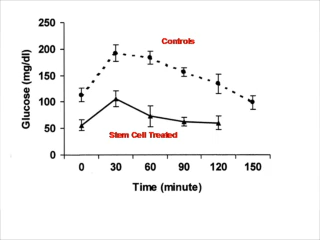 250
200
150
100
50
0
Glucose (mg/dl)
Controls
Stem Cell Treated
0 30 60 90 120 150
Time (minute)